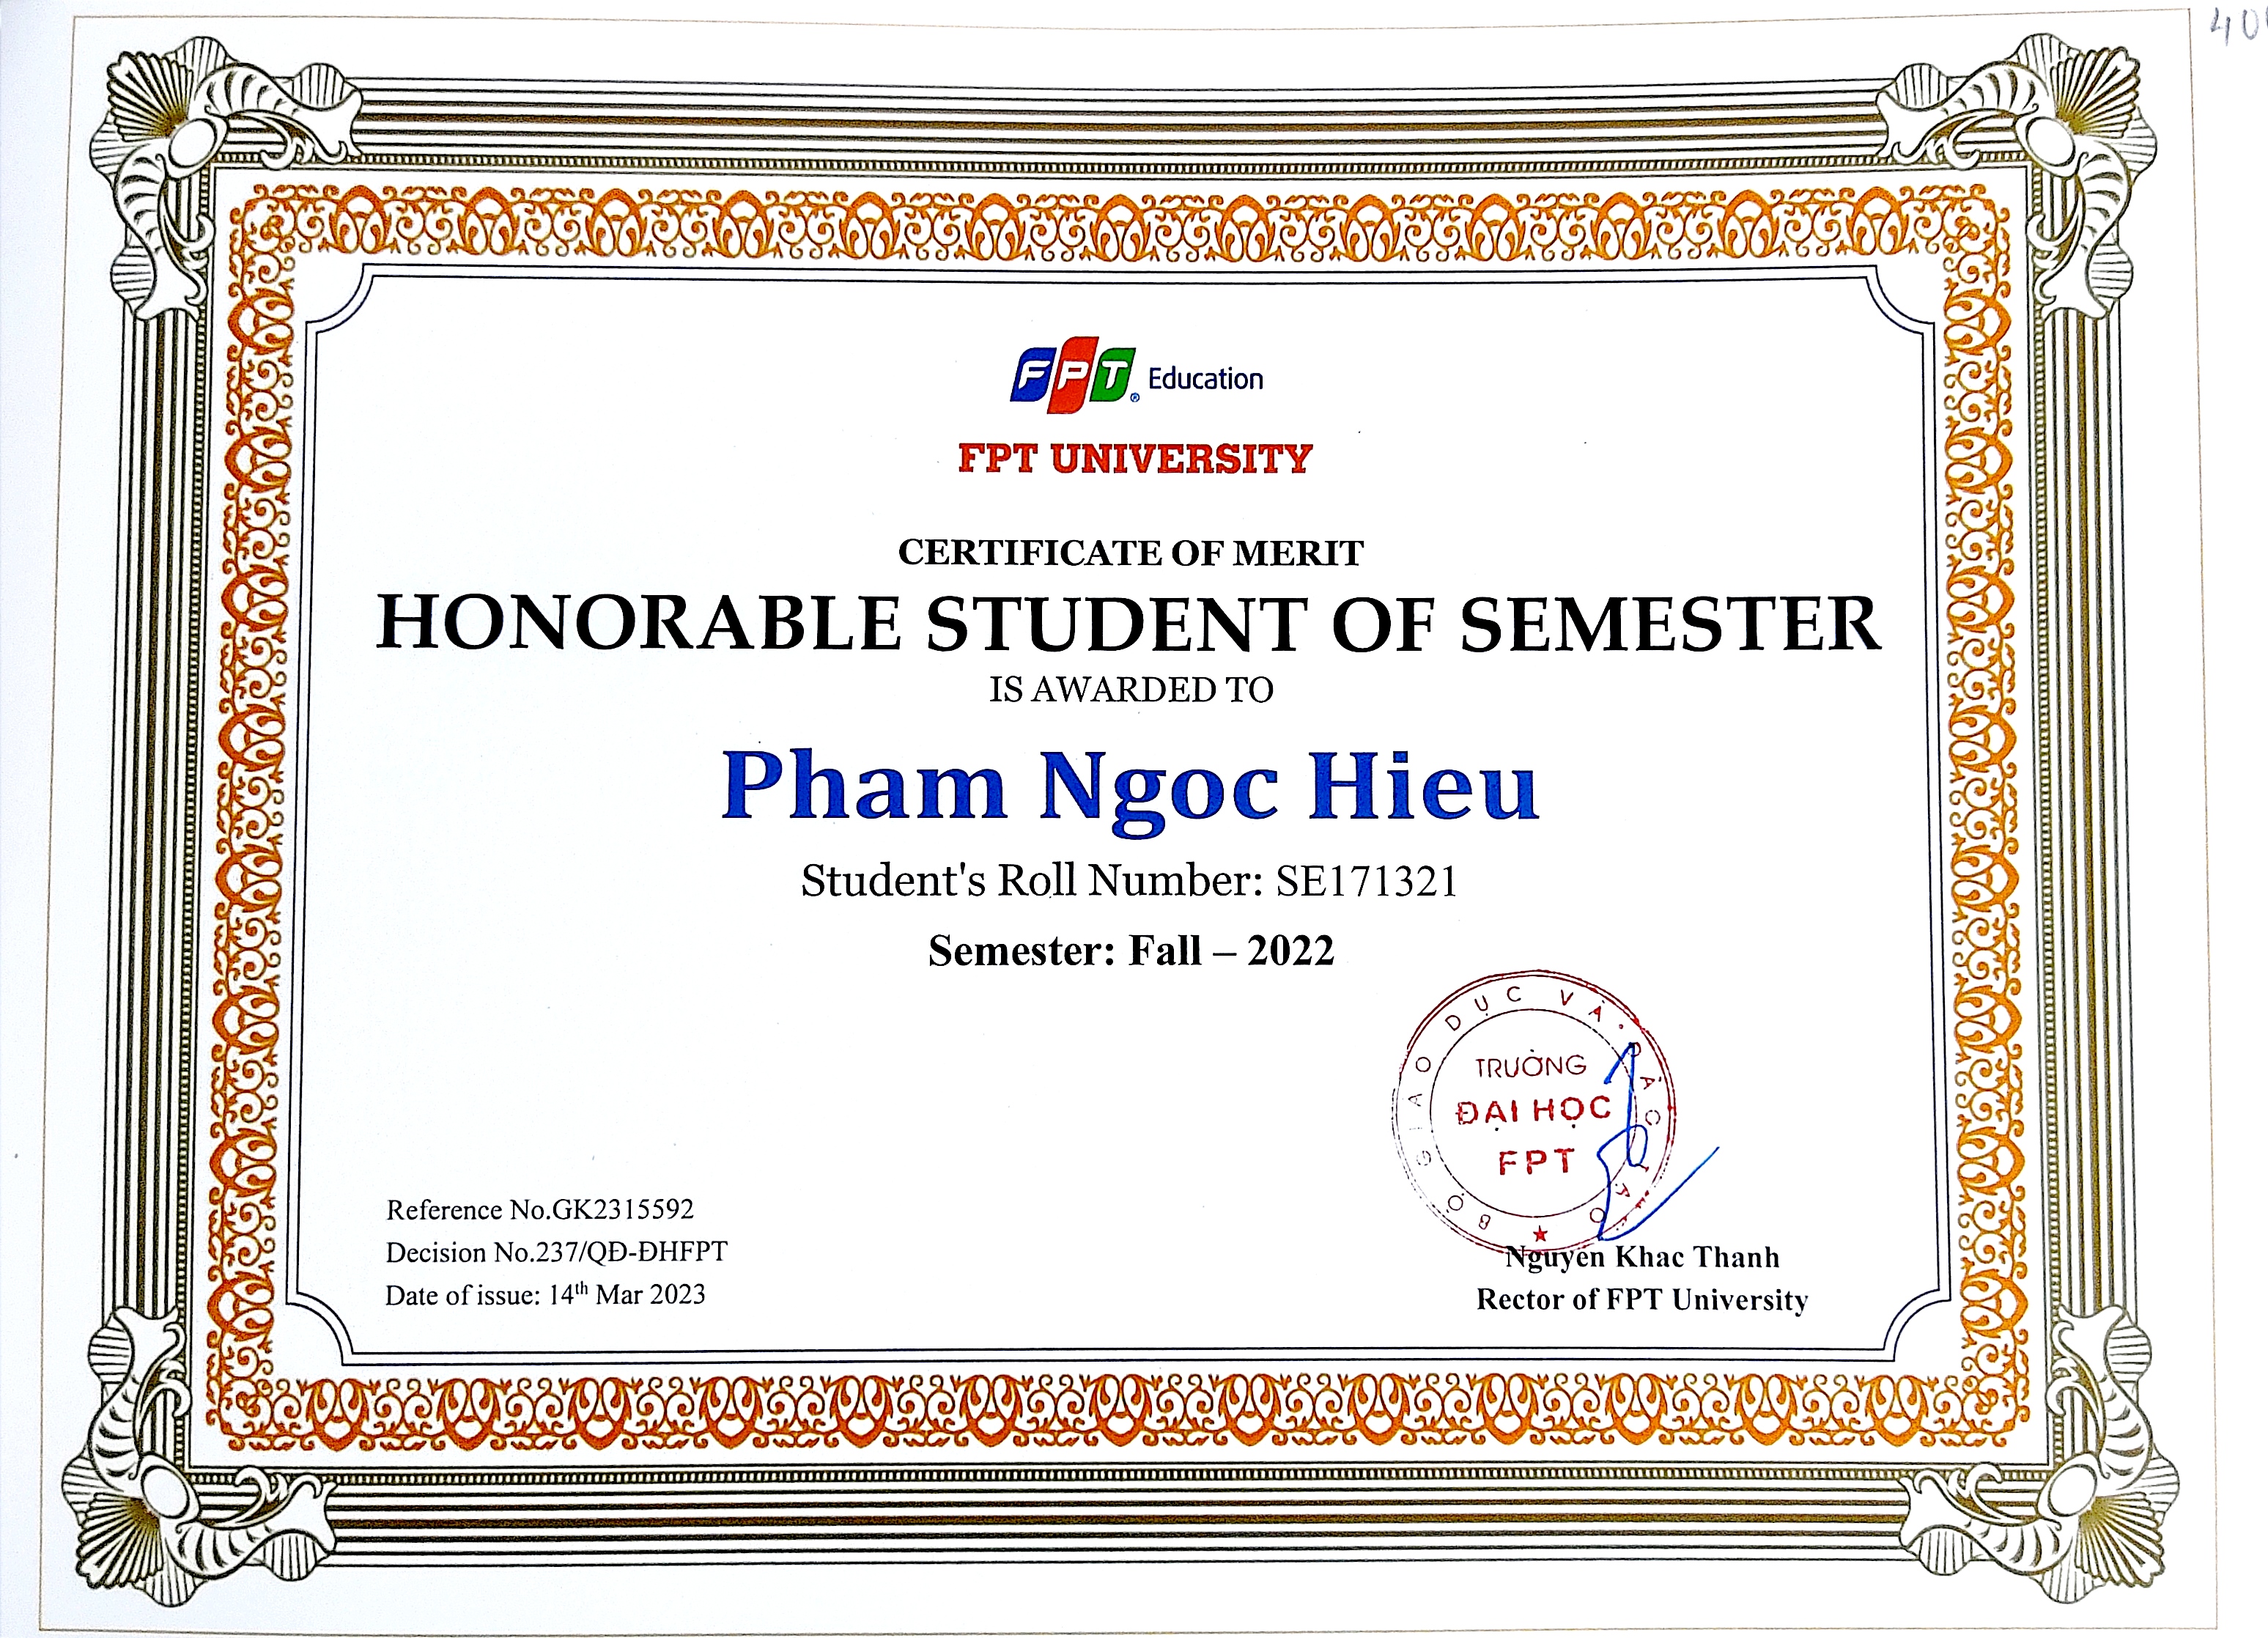 40
FPT Education
FPT UNIVERSITY
CERTIFICATE OF MERIT
HONORABLE STUDENT OF SEMESTER
IS AWARDED TO
Pham Ngoc Hieu
Student's Roll Number: SE171321
Semester: Fall – 2022
BỘ GIÁO DỤC VÀ ĐÀO TẠO
TRƯỜNG
ĐẠI HỌC
FPT
Reference No.GK2315592
Decision No.237/QĐ-ĐHFPT
Date of issue: 14th Mar 2023
Nguyen Khac Thanh
Rector of FPT University